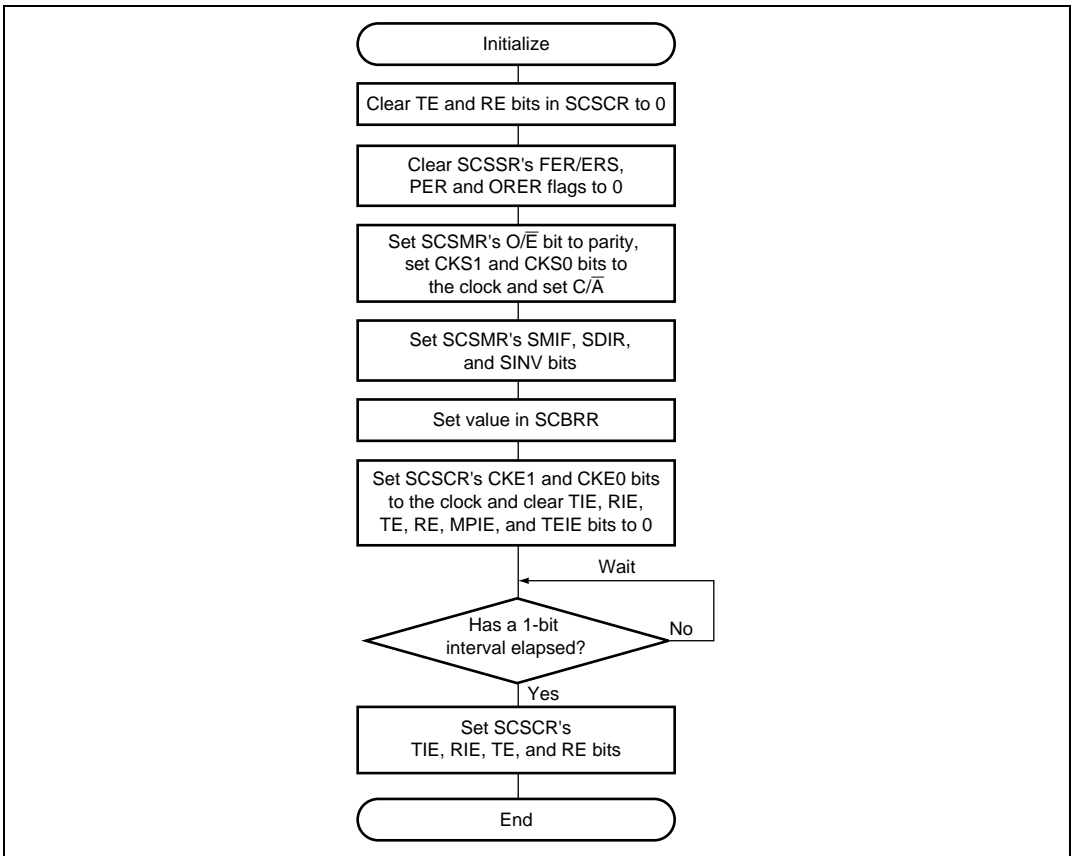 Initialize
Clear TE and RE bits in SCSCR to 0
Clear SCSSR's FER/ERS,
PER and ORER flags to 0
Set SCSMR's O/E̅ bit to parity,
set CKS1 and CKS0 bits to
the clock and set C/A̅
Set SCSMR's SMIF, SDIR,
and SINV bits
Set value in SCBRR
Set SCSCR's CKE1 and CKE0 bits
to the clock and clear TIE, RIE,
TE, RE, MPIE, and TEIE bits to 0
Wait
Has a 1-bit
interval elapsed?
No
Yes
Set SCSCR's
TIE, RIE, TE, and RE bits
End